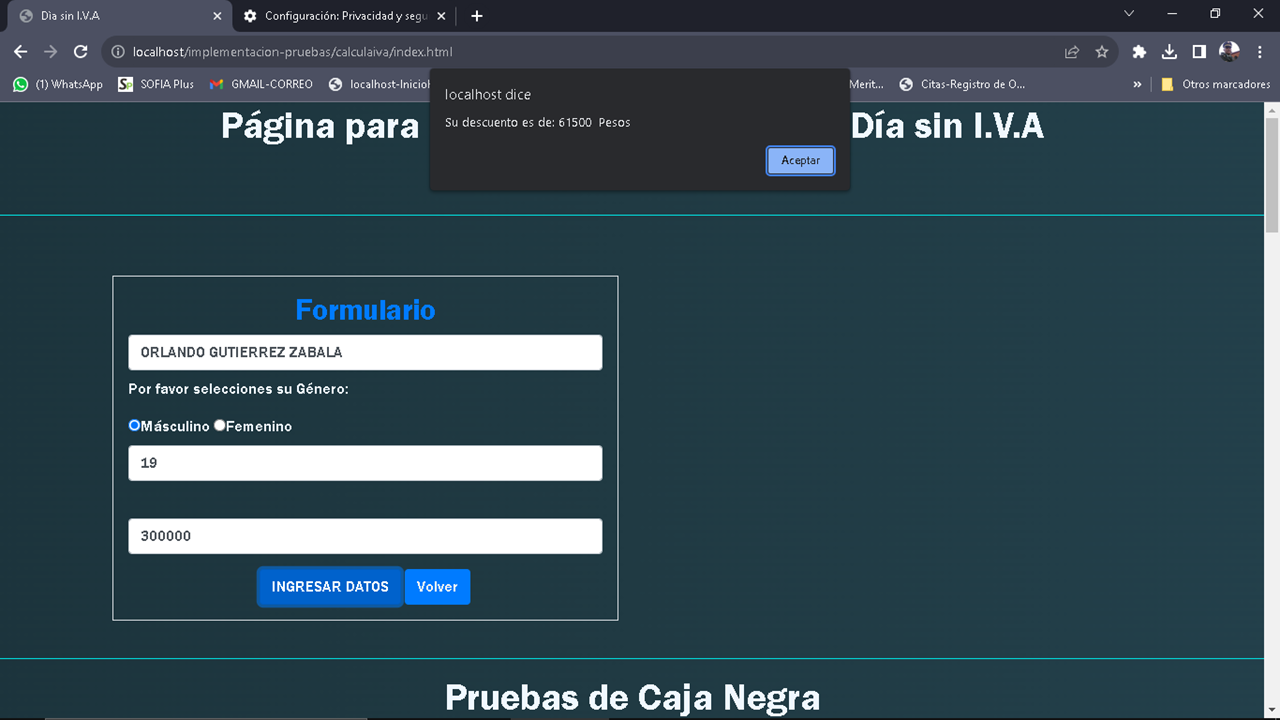 Dìa sin I.V.A
Configuración: Privacidad y segu
localhost/implementacion-pruebas/calculaiva/index.html
(1) WhatsApp
SOFIA Plus
GMAIL-CORREO
localhost-Iniciol
Merit...
Citas-Registro de O...
»
Otros marcadores
localhost dice
Su descuento es de: 61500 Pesos
Aceptar
Página para
Día sin I.V.A
Formulario
ORLANDO GUTIERREZ ZABALA
Por favor selecciones su Género:
Másculino Femenino
19
300000
INGRESAR DATOS Volver
Pruebas de Caja Negra